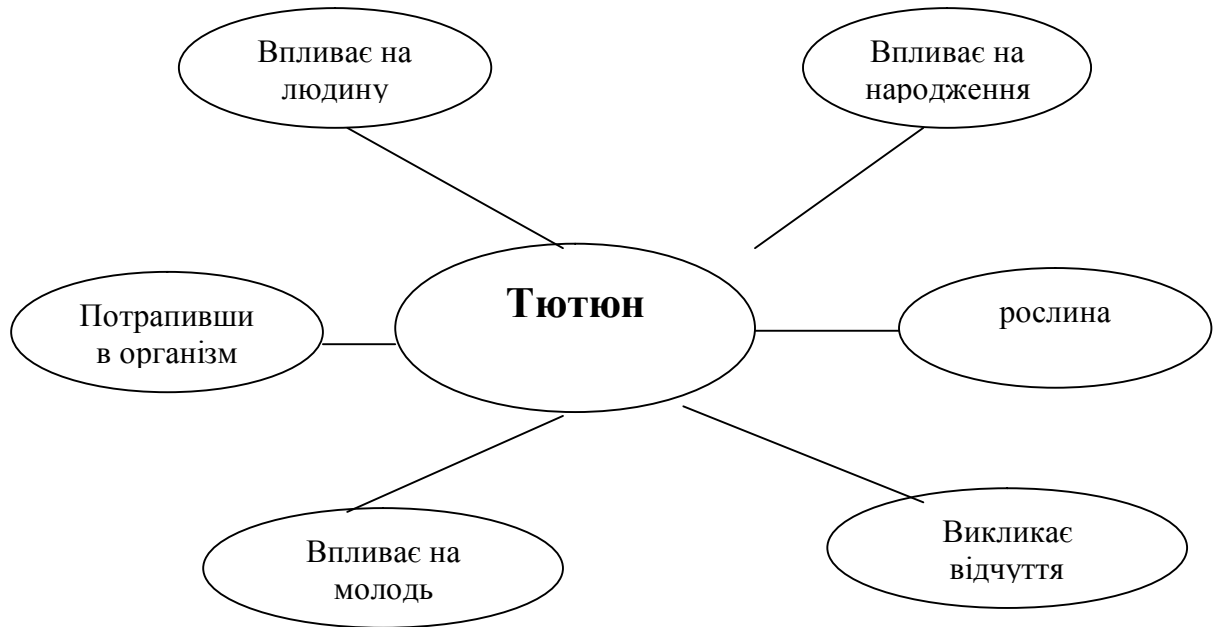 Впливає на
людину
Впливає на
народження
Тютюн
Потрапивши
в організм
рослина
Впливає на
молодь
Викликає
відчуття